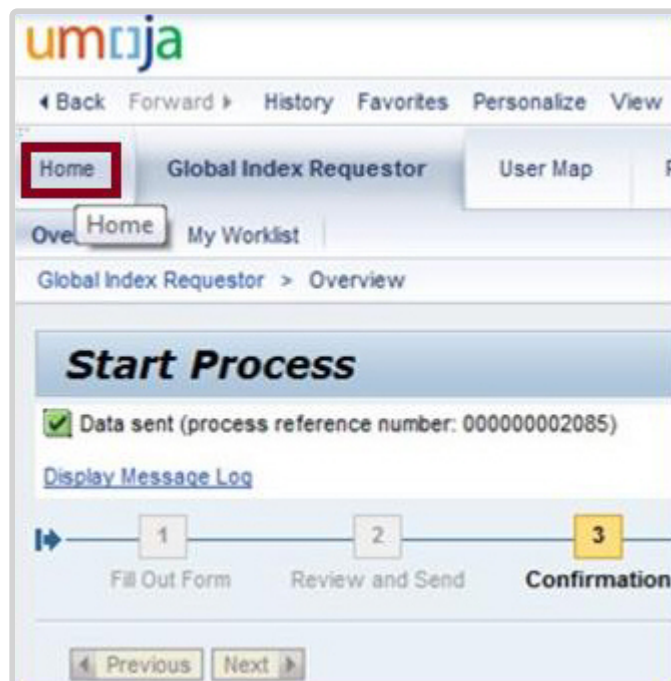 umoja
Back Forward History Favorites Personalize View
Home Global Index Requestor User Map
Home My Worklist
Global Index Requestor > Overview
Start Process
Data sent (process reference number: 000000002085)
Display Message Log
1 2 3
Fill Out Form Review and Send Confirmation
Previous Next